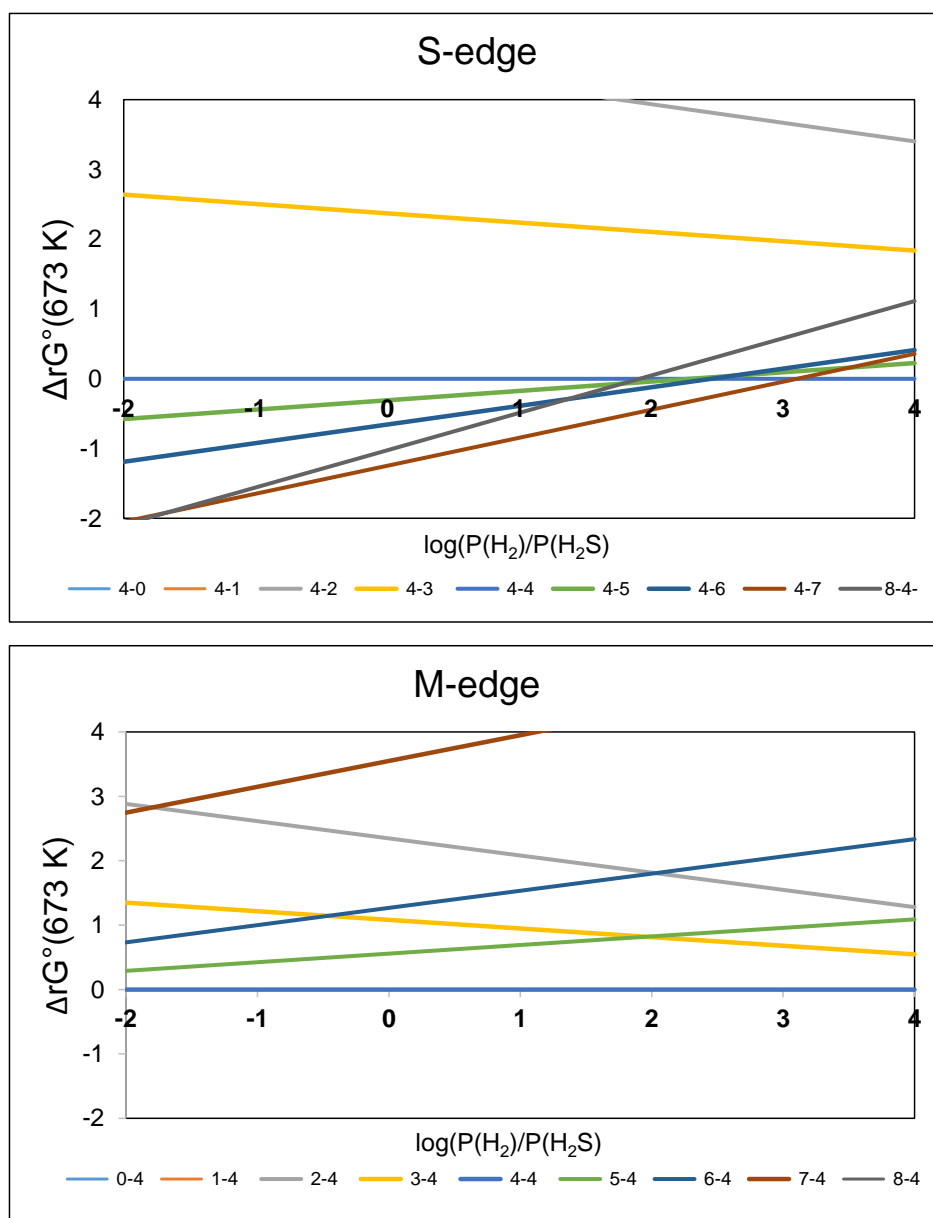 S-edge
4
3
2
1
0
-1
-2
ΔrG°(673 K)
-2 -1 0 1 2 3 4
log(P(H₂)/P(H₂S)
4-0 4-1 4-2 4-3 4-4 4-5 4-6 4-7 8-4-
M-edge
4
3
2
1
0
-1
-2
ΔrG°(673 K)
-2 -1 0 1 2 3 4
log(P(H₂)/P(H₂S)
0-4 1-4 2-4 3-4 4-4 5-4 6-4 7-4 8-4